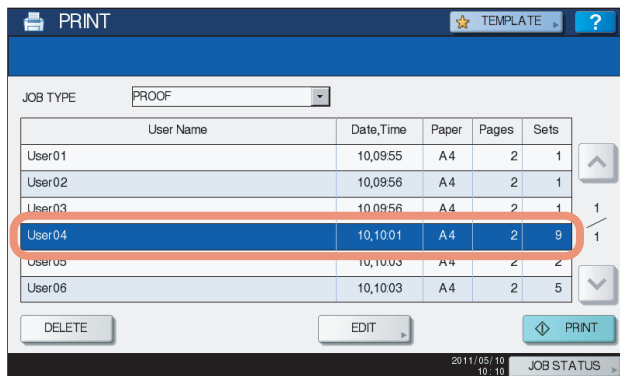 PRINT TEMPLATE ?
JOB TYPE PROOF
User Name Date,Time Paper Pages Sets
User01 10,09:55 A4 2 1
User02 10,09:56 A4 2 1
User03 10,09:56 A4 2 1
User04 10,10:01 A4 2 9
User05 10,10:03 A4 2 2
User06 10,10:03 A4 2 5
1
1
DELETE EDIT PRINT
2011/05/10
10:10 JOB STATUS